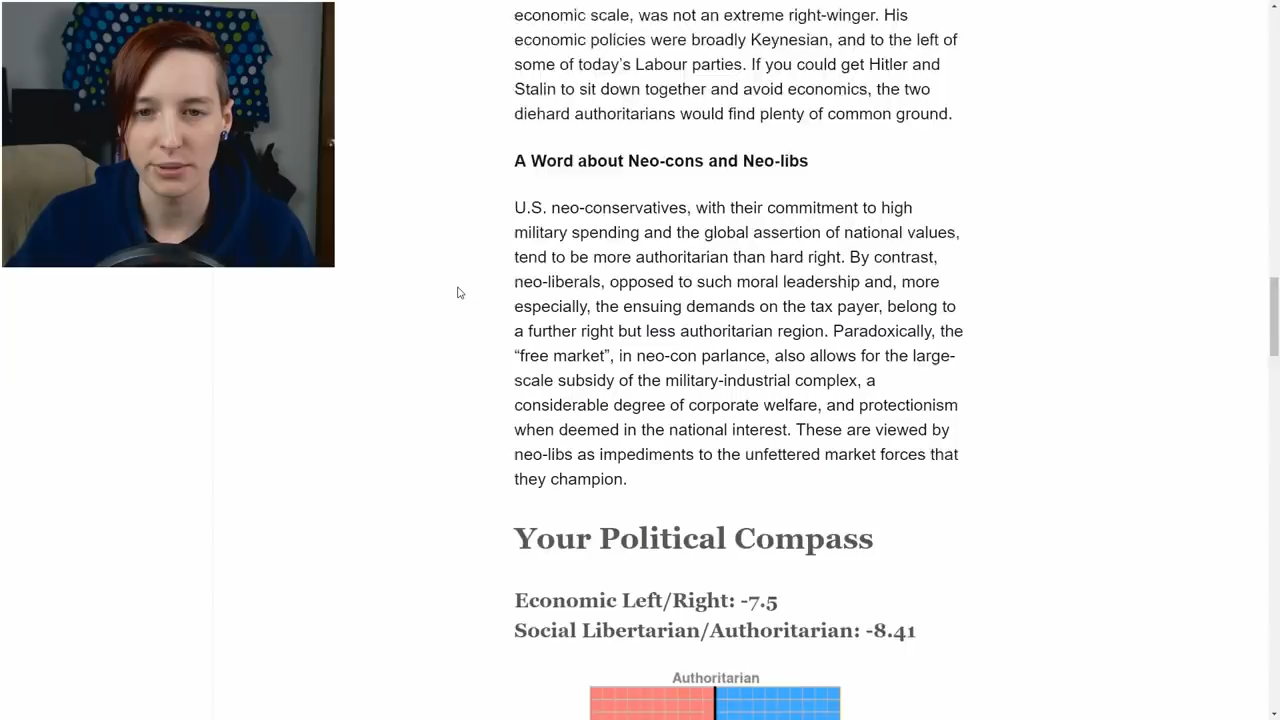 economic scale, was not an extreme right-winger. His
economic policies were broadly Keynesian, and to the left of
some of today’s Labour parties. If you could get Hitler and
Stalin to sit down together and avoid economics, the two
diehard authoritarians would find plenty of common ground.
A Word about Neo-cons and Neo-libs
U.S. neo-conservatives, with their commitment to high
military spending and the global assertion of national values,
tend to be more authoritarian than hard right. By contrast,
neo-liberals, opposed to such moral leadership and, more
especially, the ensuing demands on the tax payer, belong to
a further right but less authoritarian region. Paradoxically, the
“free market”, in neo-con parlance, also allows for the large-
scale subsidy of the military-industrial complex, a
considerable degree of corporate welfare, and protectionism
when deemed in the national interest. These are viewed by
neo-libs as impediments to the unfettered market forces that
they champion.
Your Political Compass
Economic Left/Right: -7.5
Social Libertarian/Authoritarian: -8.41
Authoritarian